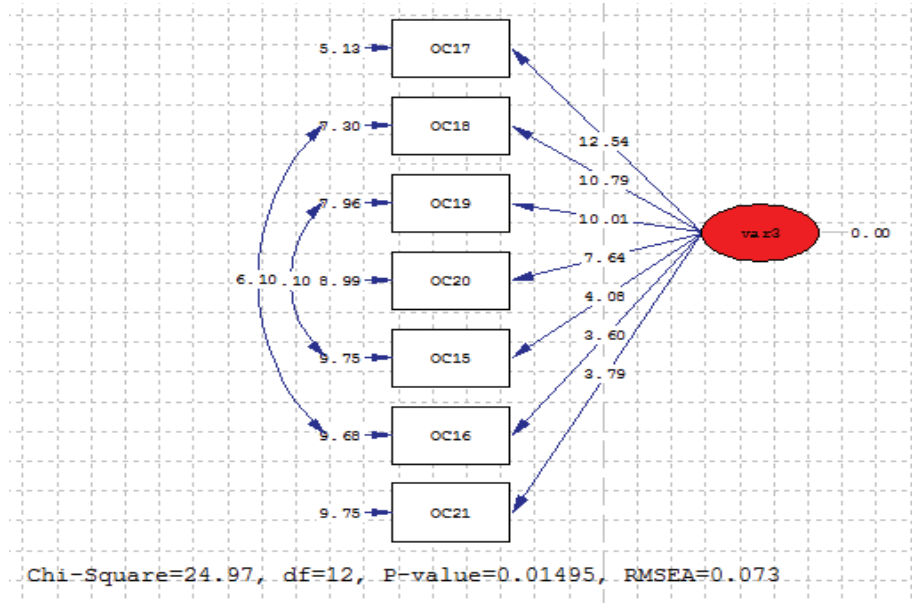 5.13 OC17
7.30 OC18 12.54
10.79
7.96 OC19 10.01
var3 0.00
7.64
6.10 .10 8.99 OC20
4.08
9.75 OC15 3.60
3.79
9.68 OC16
9.75 OC21
Chi-Square=24.97, df=12, P-value=0.01495, RMSEA=0.073